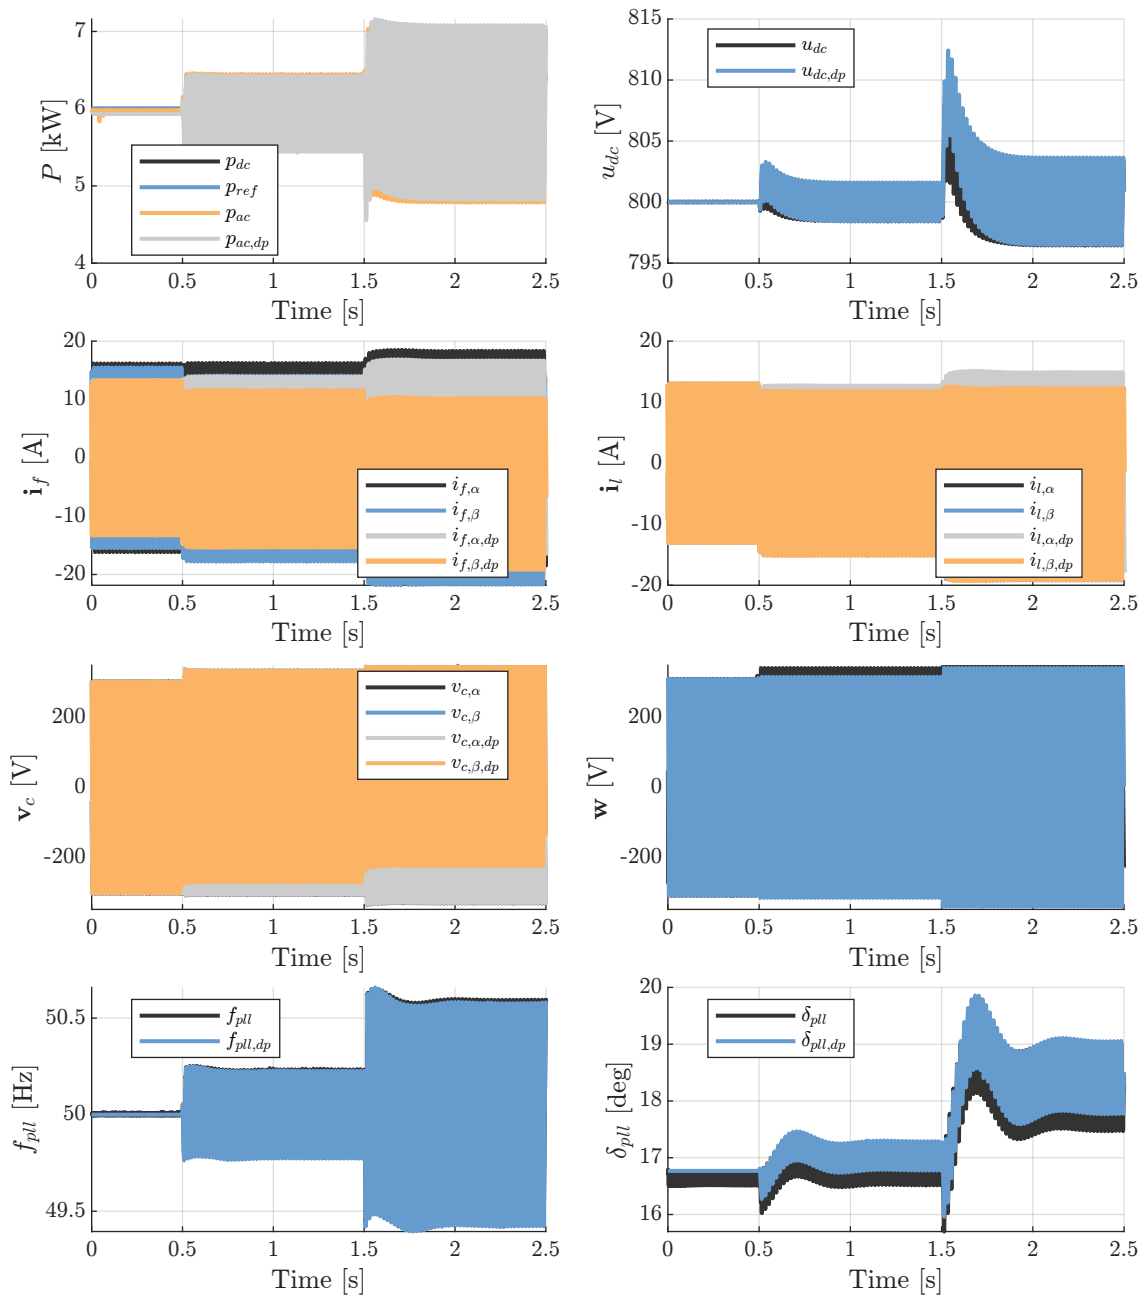 P [kW]
7
6
5
4
p_dc
p_ref
p_ac
p_ac,dp
0 0.5 1 1.5 2 2.5
Time [s]
u_dc [V]
815
810
805
800
795
u_dc
u_dc,dp
0 0.5 1 1.5 2 2.5
Time [s]
i_f [A]
20
10
0
-10
-20
i_f,α
i_f,β
i_f,α,dp
i_f,β,dp
0 0.5 1 1.5 2 2.5
Time [s]
i_l [A]
20
10
0
-10
-20
i_l,α
i_l,β
i_l,α,dp
i_l,β,dp
0 0.5 1 1.5 2 2.5
Time [s]
v_c [V]
200
0
-200
v_c,α
v_c,β
v_c,α,dp
v_c,β,dp
0 0.5 1 1.5 2 2.5
Time [s]
w [V]
200
0
-200
0 0.5 1 1.5 2 2.5
Time [s]
f_pll [Hz]
50.5
50
49.5
f_pll
f_pll,dp
0 0.5 1 1.5 2 2.5
Time [s]
δ_pll [deg]
20
19
18
17
16
δ_pll
δ_pll,dp
0 0.5 1 1.5 2 2.5
Time [s]